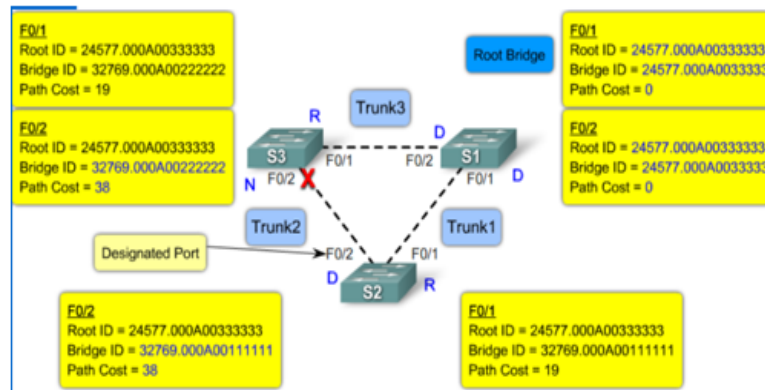 F0/1
Root ID = 24577.000A00333333
Bridge ID = 32769.000A00222222
Path Cost = 19
Root Bridge
F0/1
Root ID = 24577.000A00333333
Bridge ID = 24577.000A0033333
Path Cost = 0
F0/2
Root ID = 24577.000A00333333
Bridge ID = 32769.000A00222222
Path Cost = 38
R
Trunk3
D
F0/2
Root ID = 24577.000A00333333
Bridge ID = 24577.000A0033333
Path Cost = 0
S3
F0/1
F0/2
S1
N
F0/2
X
F0/1
D
Trunk2
Trunk1
Designated Port
F0/2
F0/1
D
S2
R
F0/2
Root ID = 24577.000A00333333
Bridge ID = 32769.000A00111111
Path Cost = 38
F0/1
Root ID = 24577.000A00333333
Bridge ID = 32769.000A00111111
Path Cost = 19